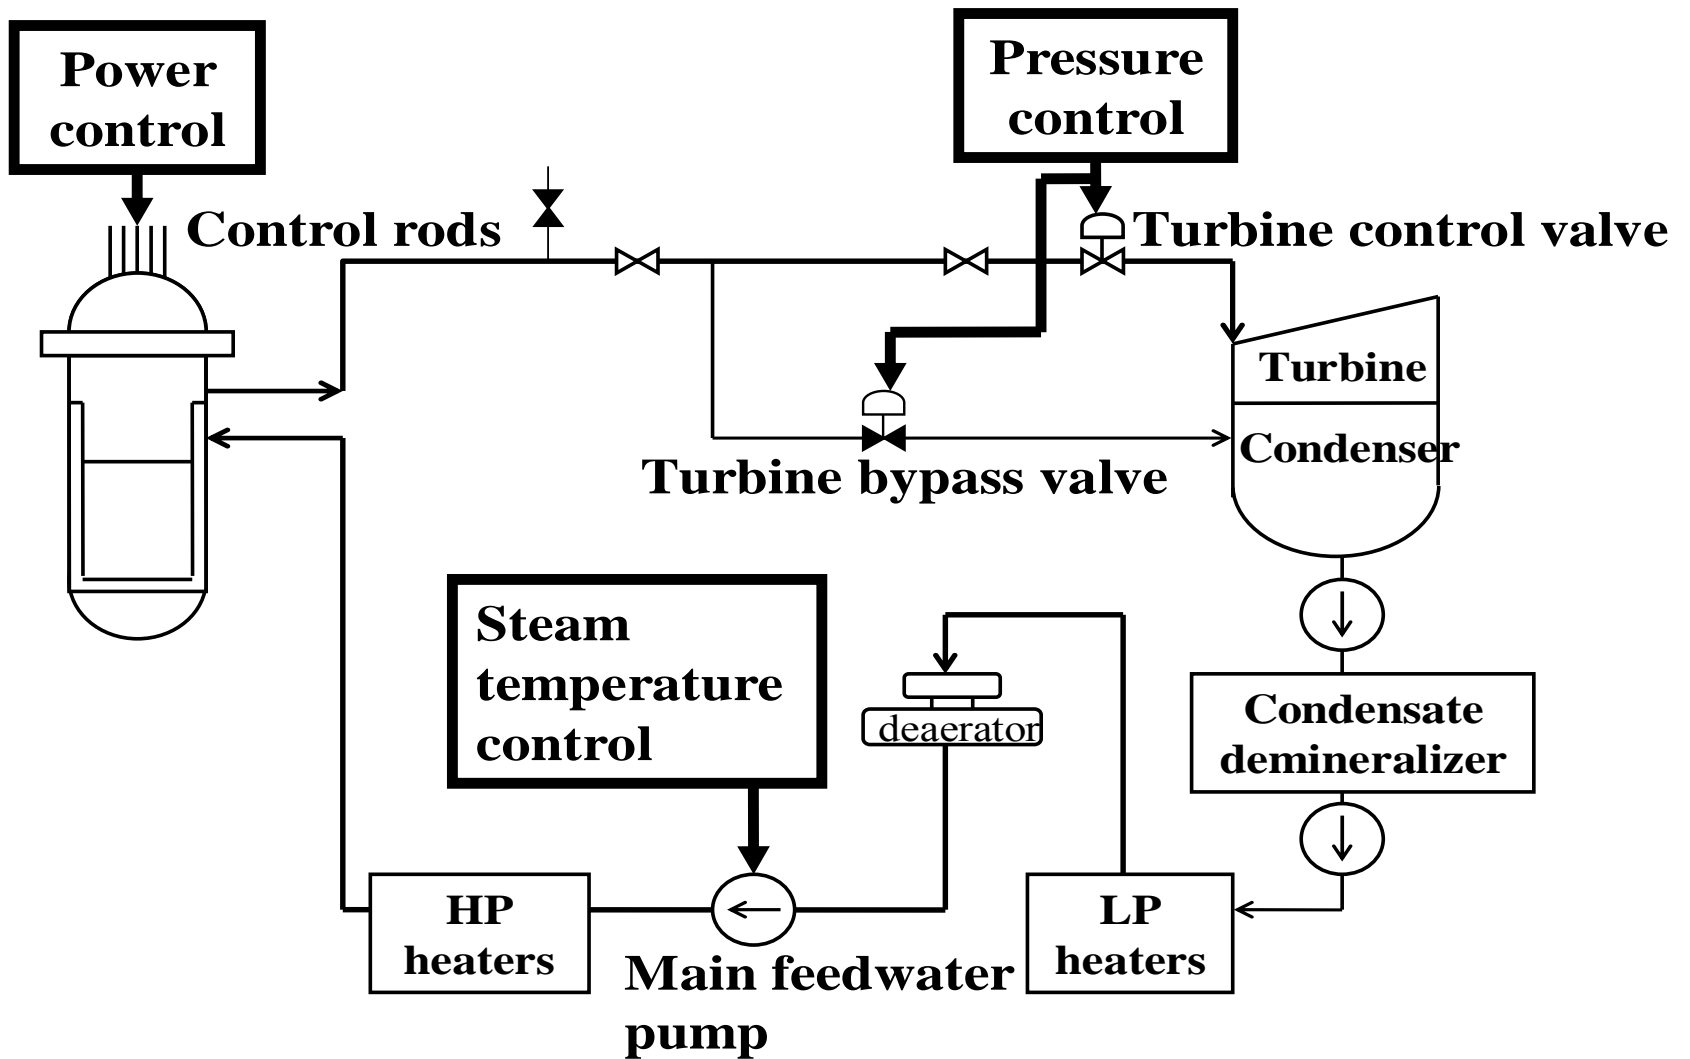 Power
control
Pressure
control
Control rods
Turbine control valve
Turbine
Condenser
Turbine bypass valve
Steam
temperature
control
deaerator
Condensate
demineralizer
HP
heaters
LP
heaters
Main feedwater
pump